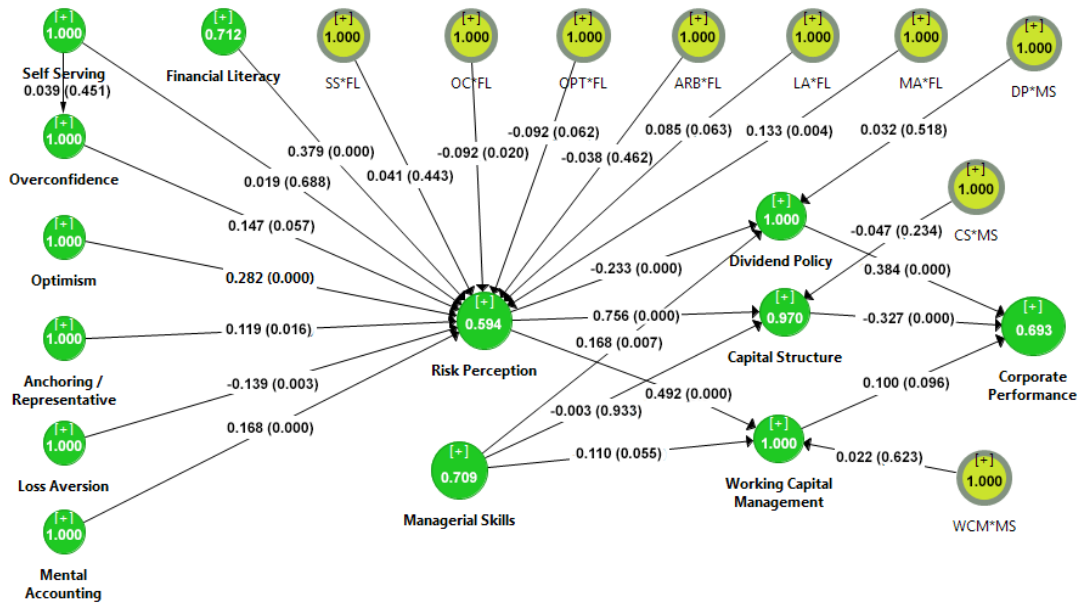 [+]
1.000
Self Serving
[+]
0.712
Financial Literacy
[+]
1.000
SS*FL
[+]
1.000
OC*FL
[+]
1.000
OPT*FL
[+]
1.000
ARB*FL
[+]
1.000
LA*FL
[+]
1.000
MA*FL
[+]
1.000
DP*MS
0.039 (0.451)
[+]
1.000
Overconfidence
0.379 (0.000)
0.041 (0.443)
-0.092 (0.020)
-0.092 (0.062)
-0.038 (0.462)
0.085 (0.063)
0.133 (0.004)
0.032 (0.518)
0.019 (0.688)
0.147 (0.057)
[+]
1.000
CS*MS
[+]
1.000
Optimism
0.282 (0.000)
[+]
1.000
Dividend Policy
-0.047 (0.234)
0.384 (0.000)
-0.233 (0.000)
[+]
1.000
Anchoring /
Representative
0.119 (0.016)
[+]
0.594
Risk Perception
0.756 (0.000)
0.168 (0.007)
[+]
0.970
Capital Structure
-0.327 (0.000)
[+]
0.693
Corporate
Performance
-0.139 (0.003)
0.168 (0.000)
0.492 (0.000)
-0.003 (0.933)
0.100 (0.096)
[+]
1.000
Loss Aversion
[+]
0.709
Managerial Skills
0.110 (0.055)
[+]
1.000
Working Capital
Management
0.022 (0.623)
[+]
1.000
WCM*MS
[+]
1.000
Mental
Accounting